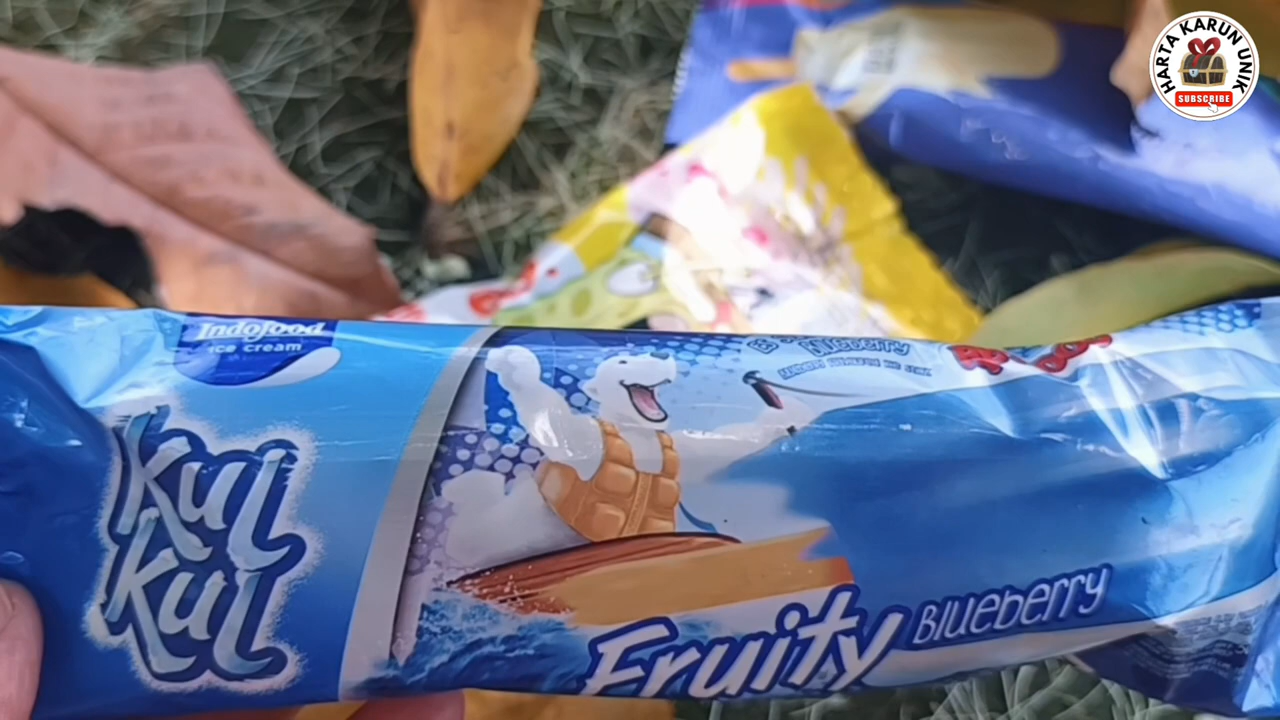 HARTA KARUN UNIK
SUBSCRIBE
Indofood
ice cream
Kul
Kul
Blueberry
Fruity Blueberry